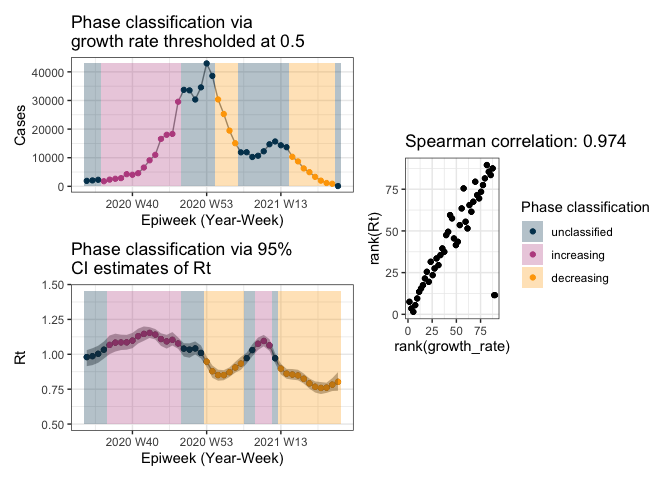 Phase classification via
growth rate thresholded at 0.5
40000
30000
20000
10000
0
Cases
2020 W40 2020 W53 2021 W13
Epiweek (Year-Week)
Phase classification via 95%
CI estimates of Rt
1.50
1.25
1.00
0.75
0.50
Rt
2020 W40 2020 W53 2021 W13
Epiweek (Year-Week)
Spearman correlation: 0.974
75
50
25
0
rank(Rt)
0 25 50 75
rank(growth_rate)
Phase classification
unclassified
increasing
decreasing